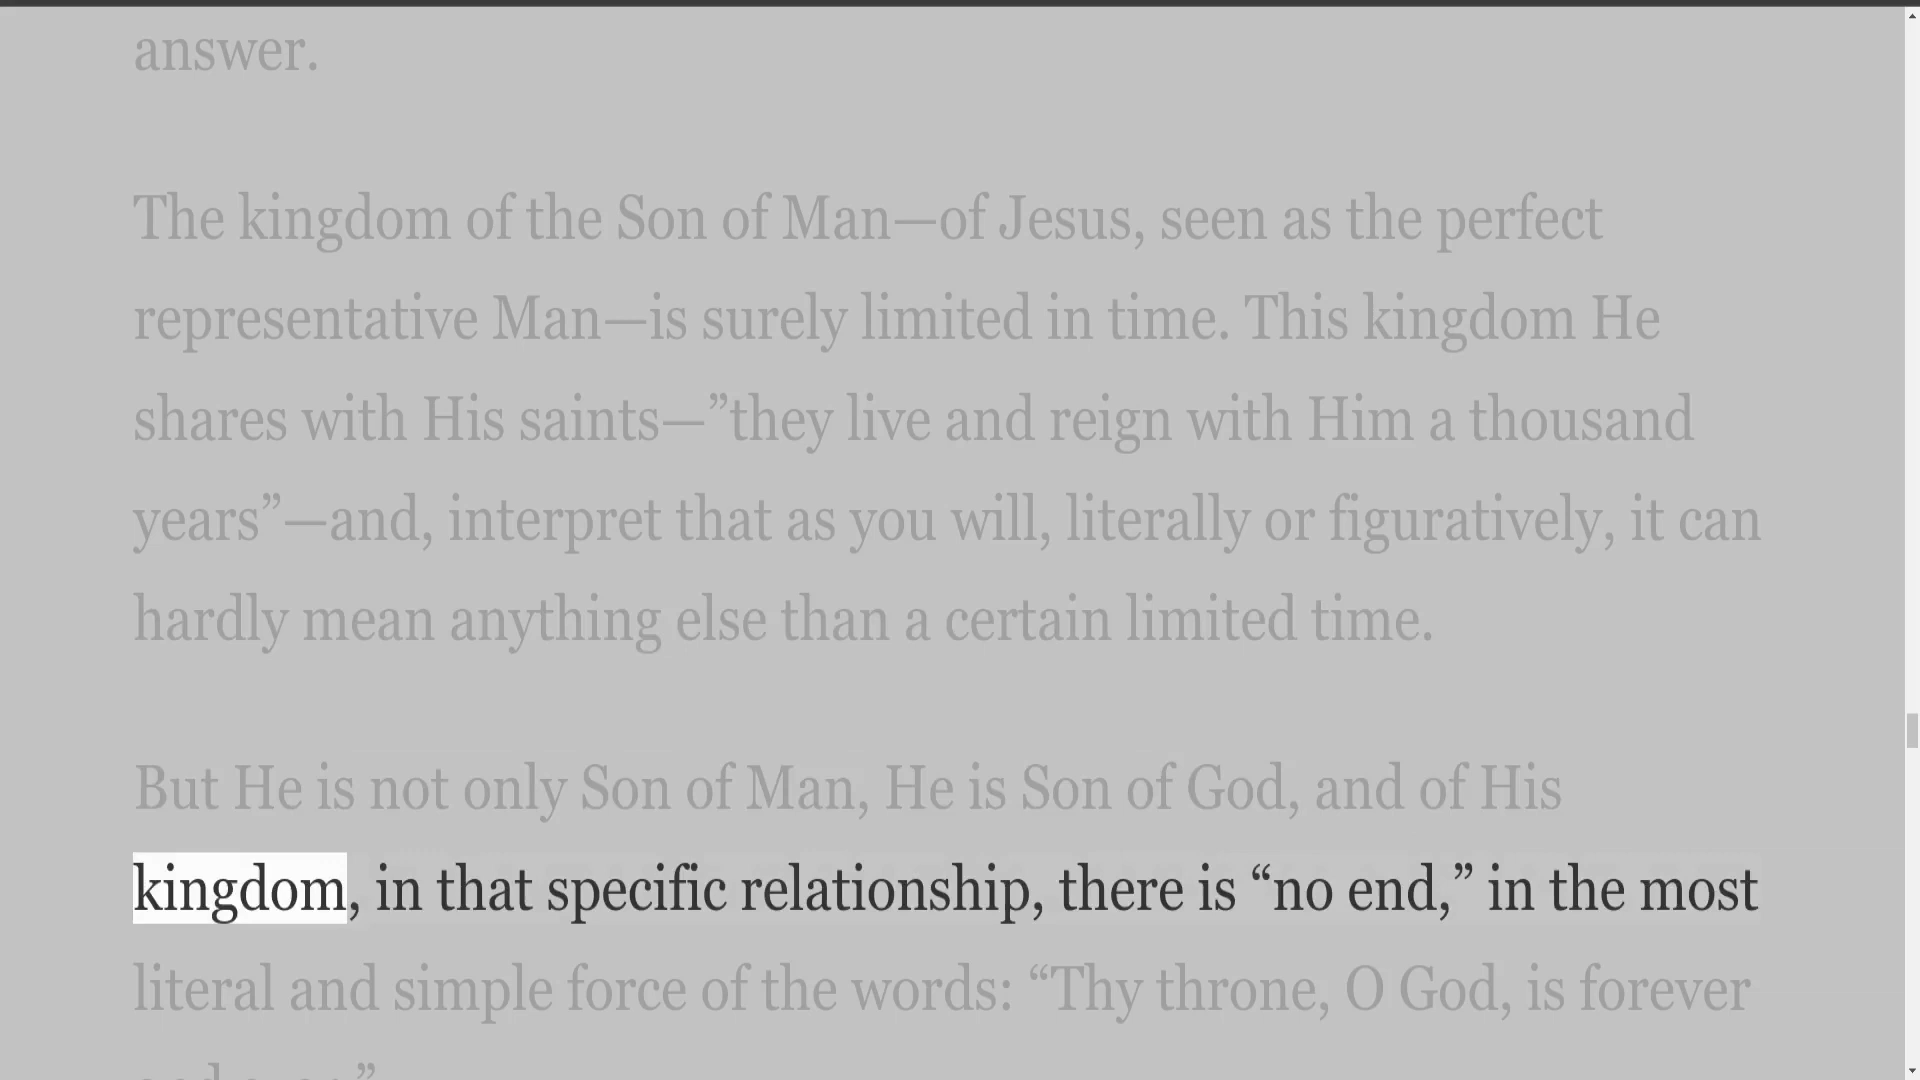 answer.
The kingdom of the Son of Man—of Jesus, seen as the perfect
representative Man—is surely limited in time. This kingdom He
shares with His saints—”they live and reign with Him a thousand
years”—and, interpret that as you will, literally or figuratively, it can
hardly mean anything else than a certain limited time.
But He is not only Son of Man, He is Son of God, and of His
kingdom, in that specific relationship, there is “no end,” in the most
literal and simple force of the words: “Thy throne, O God, is forever